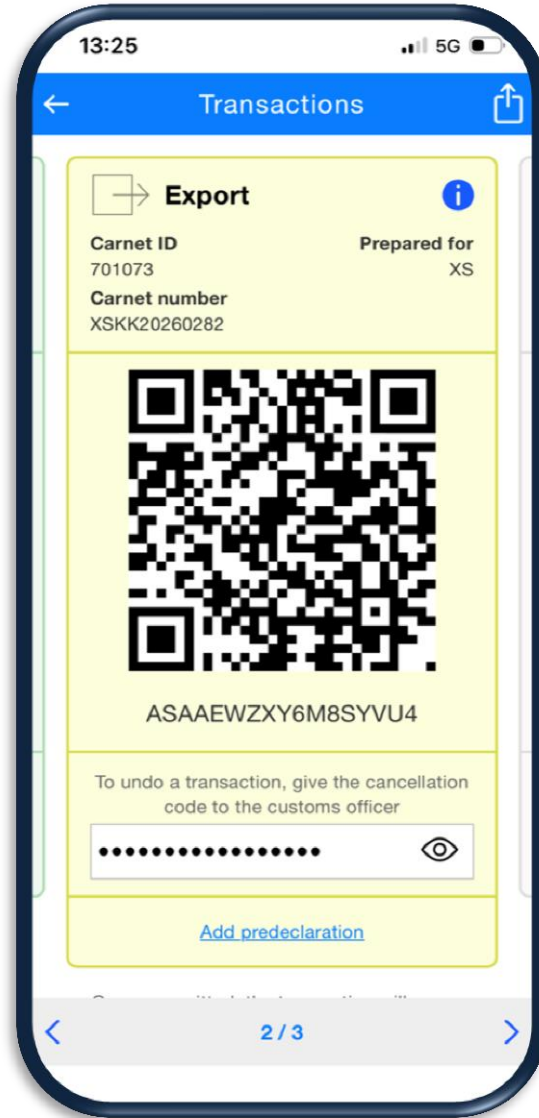 13:25
5G
Transactions
Export
Carnet ID
Prepared for
701073
XS
Carnet number
XSKK20260282
ASAAEWZXY6M8SYVU4
To undo a transaction, give the cancellation
code to the customs officer
•••••••••••••••••
Add predeclaration
2 / 3